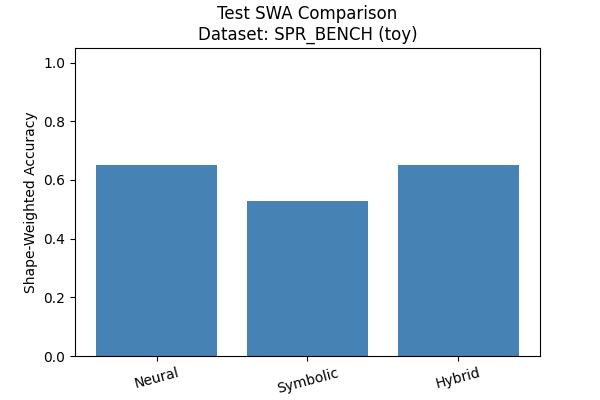 Test SWA Comparison
Dataset: SPR_BENCH (toy)
Shape-Weighted Accuracy
1.0
0.8
0.6
0.4
0.2
0.0
Neural
Symbolic
Hybrid